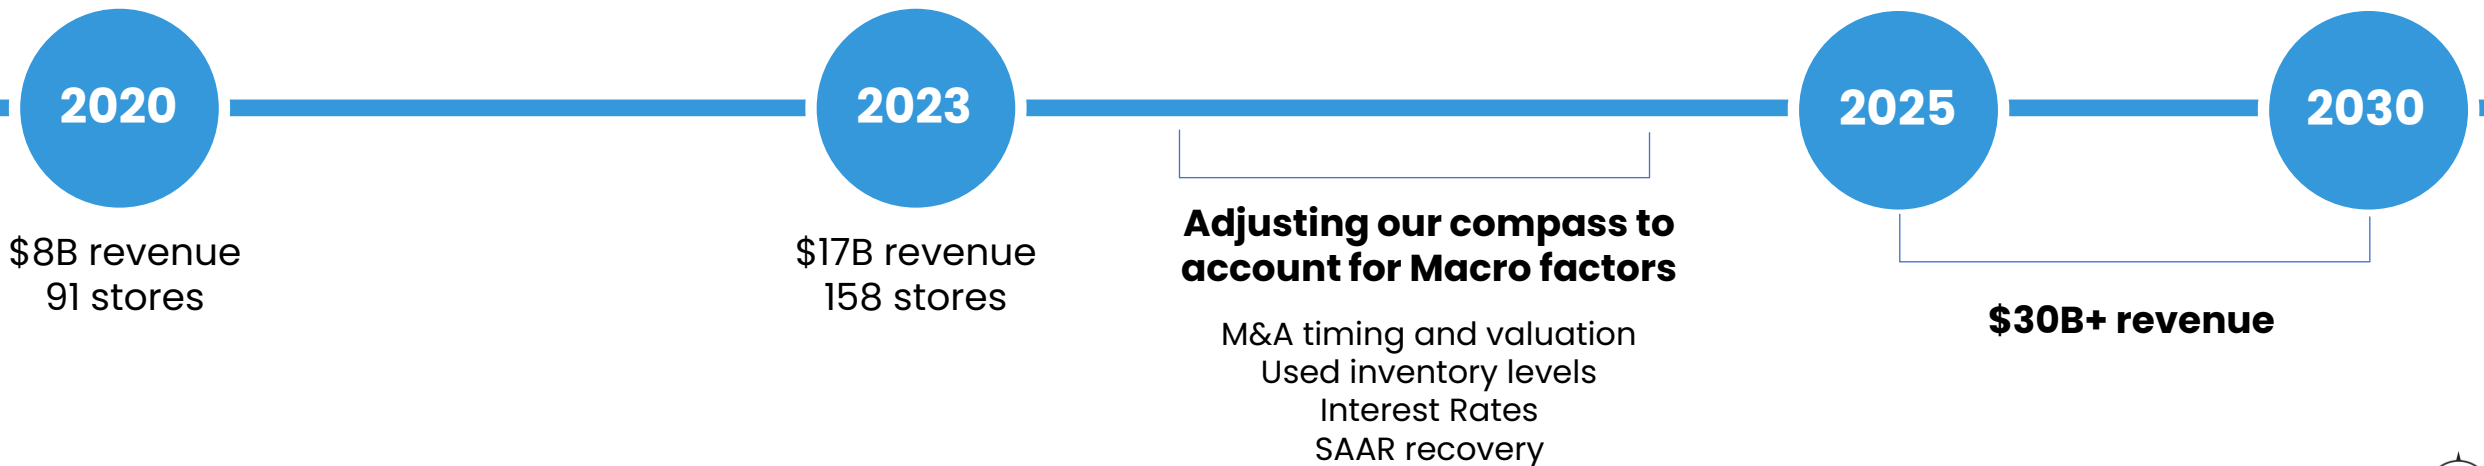 2020
$8B revenue
91 stores
2023
$17B revenue
158 stores
Adjusting our compass to
account for Macro factors
M&A timing and valuation
Used inventory levels
Interest Rates
SAAR recovery
2025
2030
$30B+ revenue